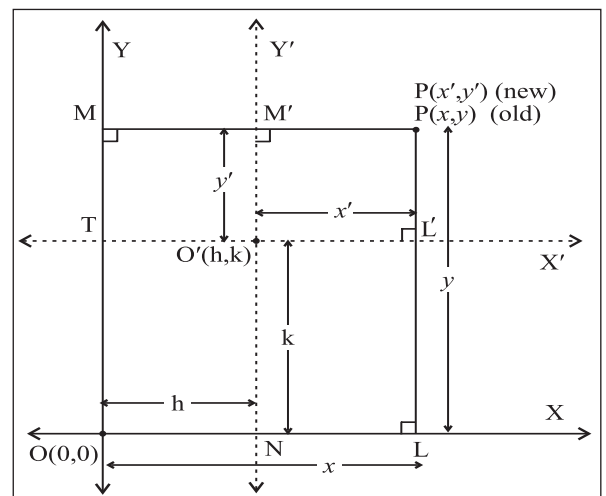 Y
Y′
P(x′,y′) (new)
M
M′
P(x,y) (old)
y′
x′
T
L′
O′(h,k)
X′
y
k
h
X
O(0,0)
N
L
x